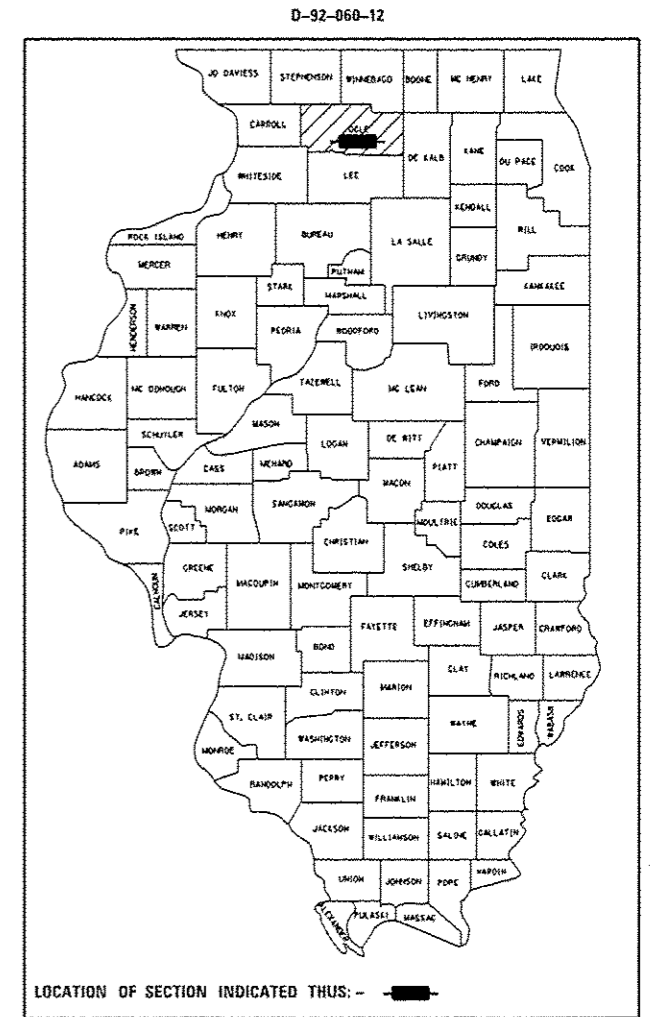 D-92-060-12
JO DAVIESS STEPHENSON WINNEBAGO BOONE MC HENRY LAKE
CARROLL OGLE
DE KALB KANE DU PAGE COOK
WHITESIDE LEE
KENDALL
ROCK ISLAND HENRY BUREAU LA SALLE WILL
MERCER PUTNAM GRUNDY
STARK MARSHALL KANKAKEE
HENDERSON WARREN KNOX PEORIA WOODFORD LIVINGSTON
IROQUOIS
HANCOCK MC DONOUGH FULTON TAZEWELL MC LEAN FORD
MASON
SCHUYLER LOGAN DE WITT CHAMPAIGN VERMILION
ADAMS BROWN CASS MENARD PIATT
MACON
MORGAN SANGAMON DOUGLAS
PIKE SCOTT CHRISTIAN MOULTRIE EDGAR
COLES
GREENE SHELBY
CALHOUN MACOUPIN MONTGOMERY CUMBERLAND CLARK
JERSEY
FAYETTE EFFINGHAM JASPER CRAWFORD
MADISON BOND
CLAY
CLINTON MARION RICHLAND LAWRENCE
ST. CLAIR WAYNE EDWARDS WABASH
WASHINGTON JEFFERSON
MONROE
RANDOLPH PERRY HAMILTON WHITE
FRANKLIN
JACKSON WILLIAMSON SALINE GALLATIN
UNION JOHNSON POPE HARDIN
ALEXANDER PULASKI MASSAC
LOCATION OF SECTION INDICATED THUS: -